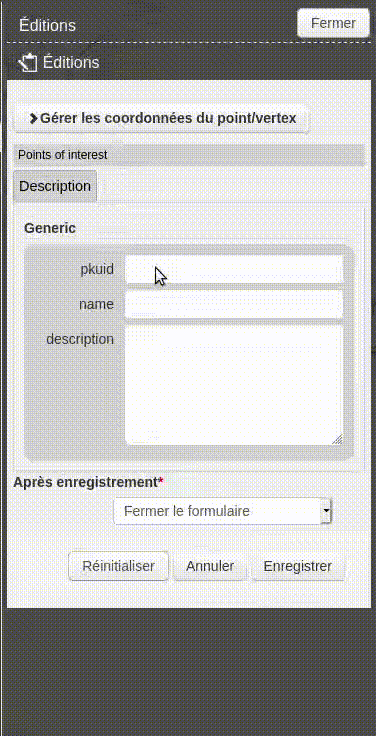 Éditions
Fermer
Éditions
Gérer les coordonnées du point/vertex
Points of interest
Description
Generic
pkuid
name
description
Après enregistrement*
Fermer le formulaire
Réinitialiser Annuler Enregistrer